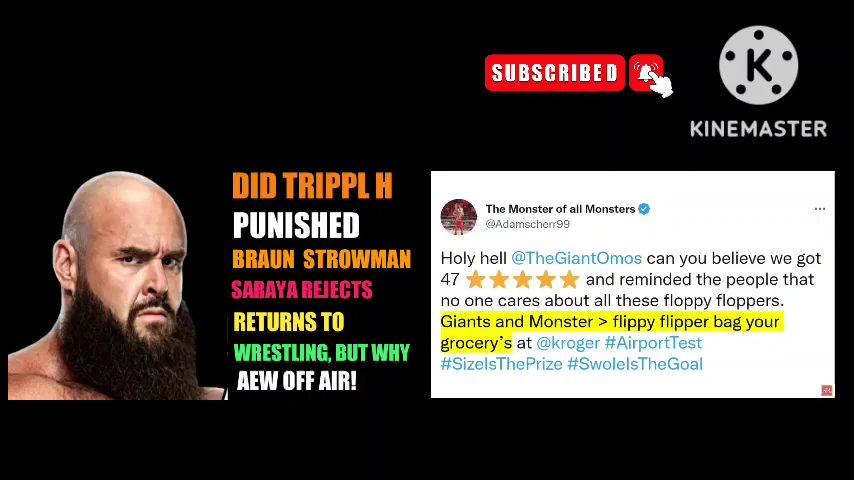 SUBSCRIBED
K
KINEMASTER
DID TRIPPL H
PUNISHED
BRAUN STROWMAN
SARAYA REJECTS
RETURNS TO
WRESTLING, BUT WHY
AEW OFF AIR!
The Monster of all Monsters
@Adamscherr99
Holy hell @TheGiantOmos can you believe we got
47 ⭐⭐⭐⭐⭐ and reminded the people that
no one cares about all these floppy floppers.
Giants and Monster > flippy flipper bag your
grocery's at @kroger #AirportTest
#SizeIsThePrize #SwoleIsTheGoal